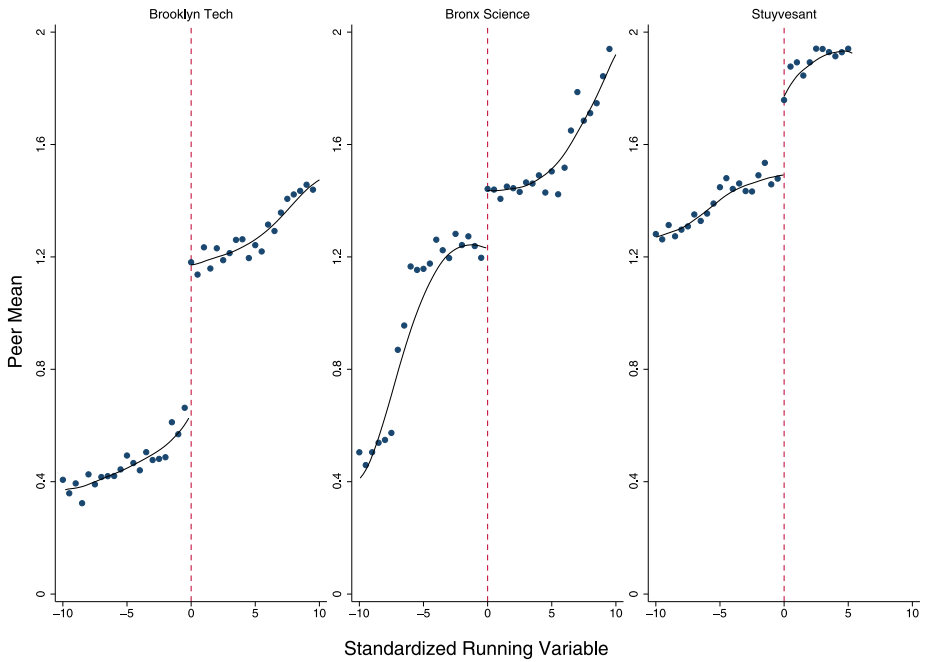 Brooklyn Tech
Bronx Science
Stuyvesant
Peer Mean
2
1.6
1.2
0.8
0.4
0
2
1.6
1.2
0.8
0.4
0
2
1.6
1.2
0.8
0.4
0
−10 −5 0 5 10
−10 −5 0 5 10
−10 −5 0 5 10
Standardized Running Variable